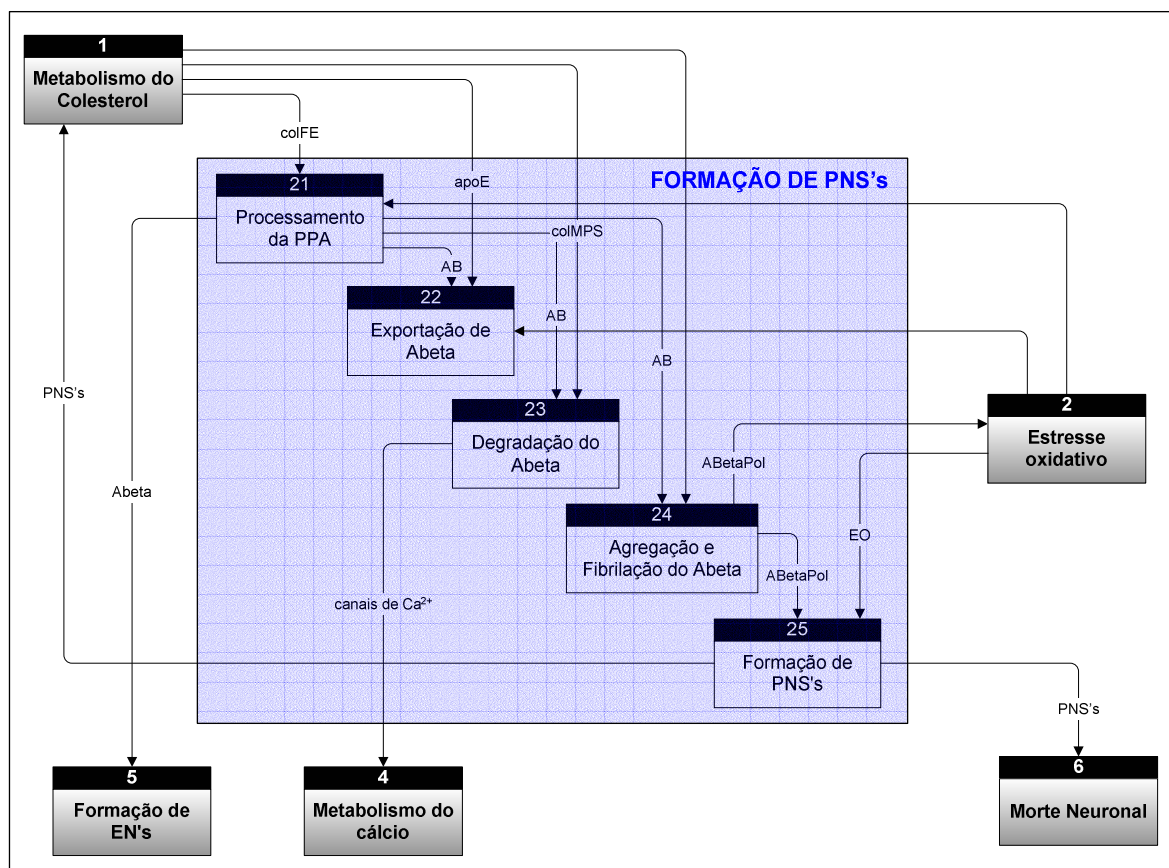 1
Metabolismo do
Colesterol
colFE
FORMAÇÃO DE PNS's
21
Processamento
da PPA
apoE
colMPS
AB
22
Exportação de
Abeta
AB
AB
PNS's
23
Degradação do
Abeta
2
Estresse
oxidativo
ABetaPol
Abeta
24
Agregação e
Fibrilação do Abeta
EO
ABetaPol
canais de Ca²⁺
25
Formação de
PNS's
PNS's
5
Formação de
EN's
4
Metabolismo do
cálcio
6
Morte Neuronal